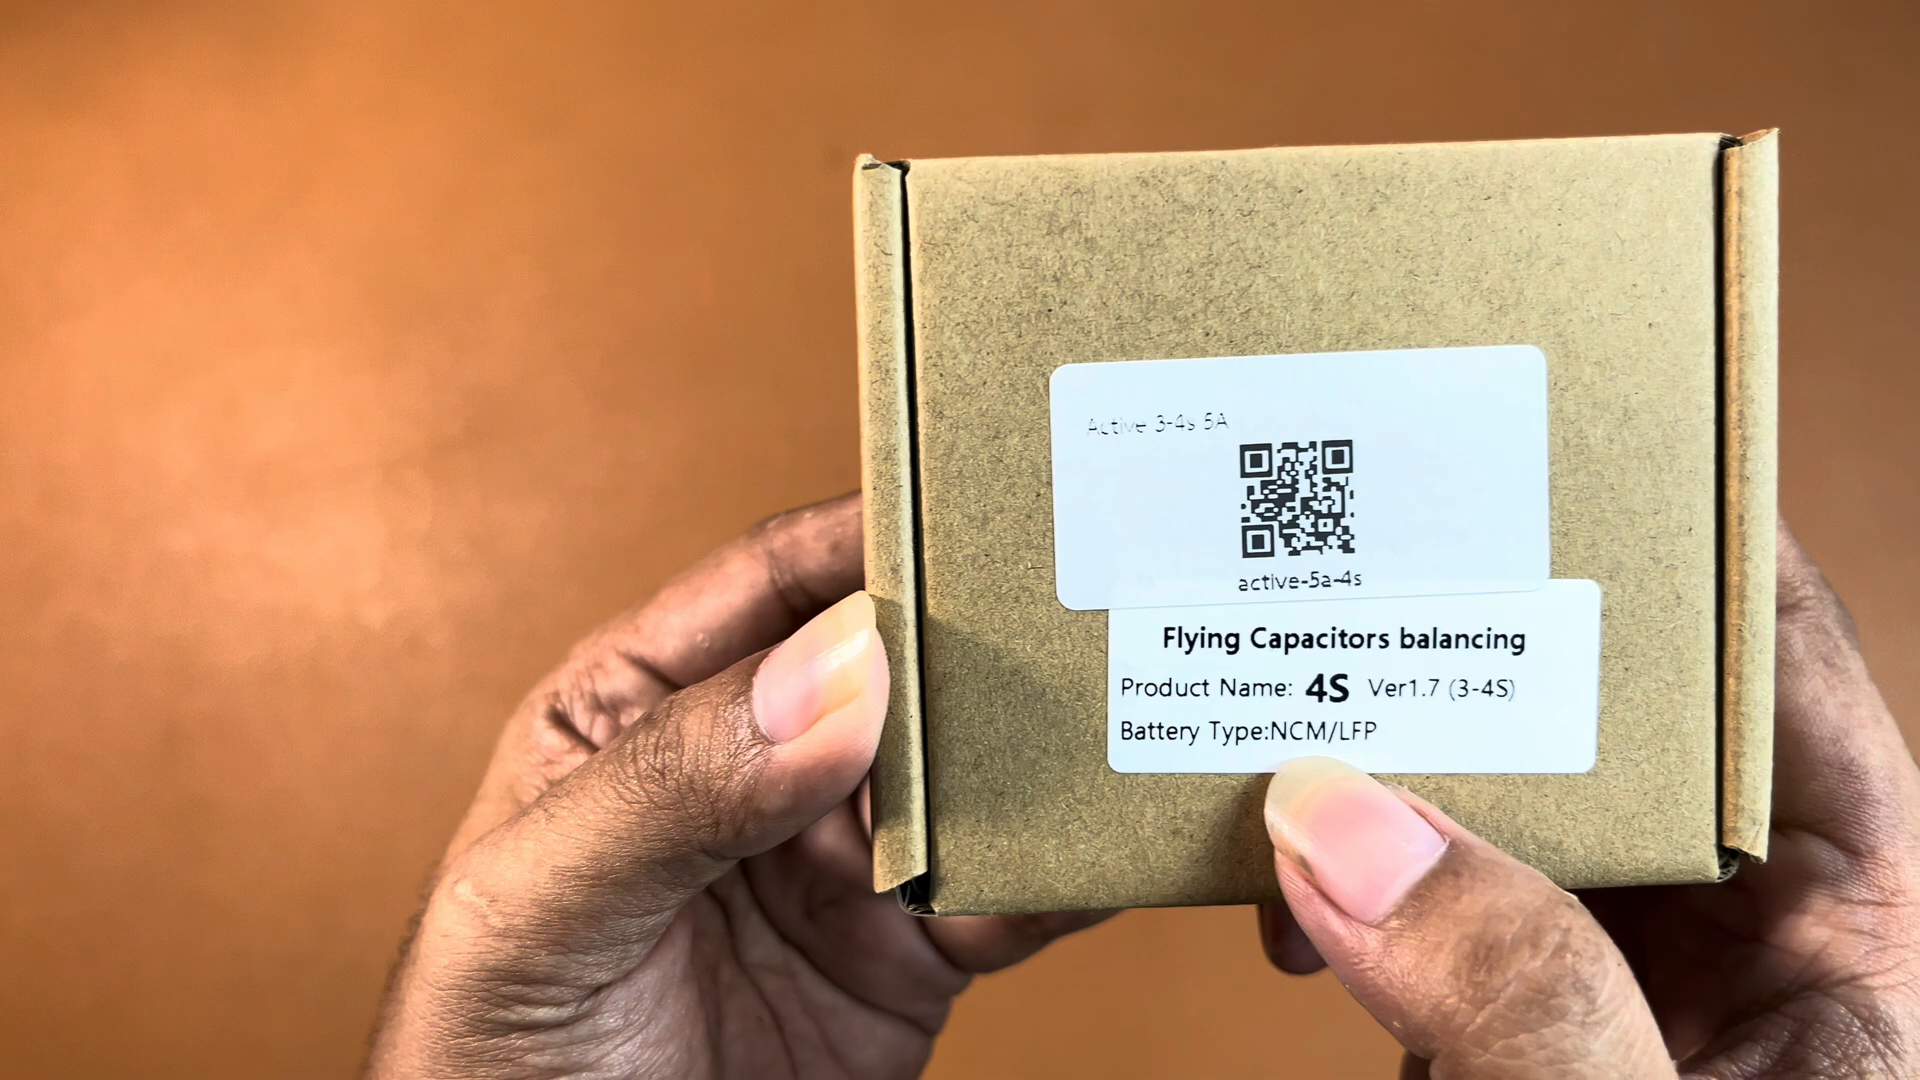 Active 3-4s 5A
active-5a-4s
Flying Capacitors balancing
Product Name: 4S Ver1.7 (3-4S)
Battery Type:NCM/LFP